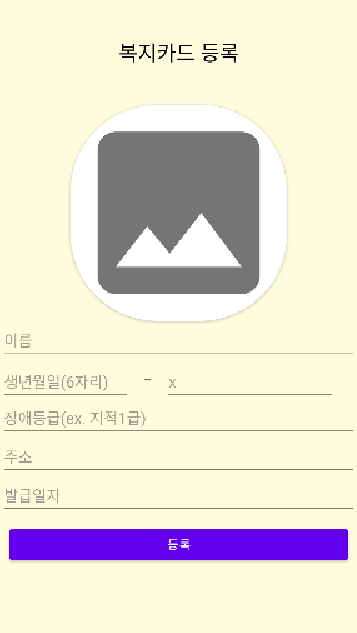 복지카드 등록
이름
생년월일(6자리) - x
장애등급(ex. 지적1급)
주소
발급일자
등록